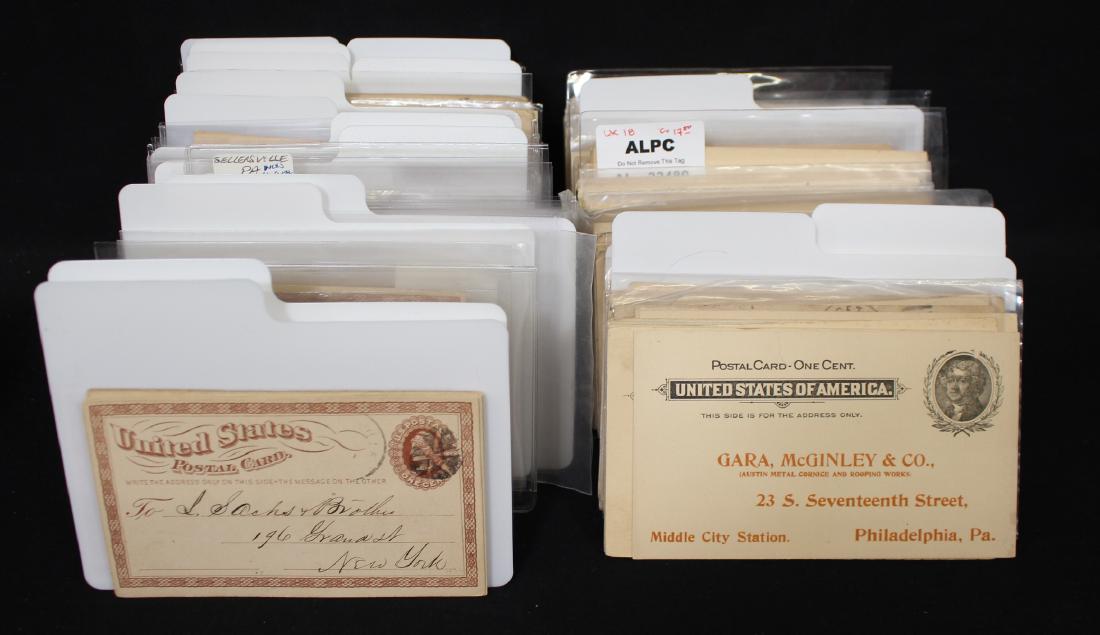 SELLERSVILLE
PA BUCKS
UX 18
ALPC
Do Not Remove This Tag
United States
POSTAL CARD.
WRITE THE ADDRESS ONLY ON THIS SIDE-THE MESSAGE ON THE OTHER
To S. Sachs & Brother
196 Grand st
New York
POSTAL CARD - ONE CENT.
UNITED STATES OF AMERICA.
THIS SIDE IS FOR THE ADDRESS ONLY.
GARA, McGINLEY & CO.,
(AUSTIN METAL CORNICE AND ROOFING WORKS)
23 S. Seventeenth Street,
Middle City Station. Philadelphia, Pa.